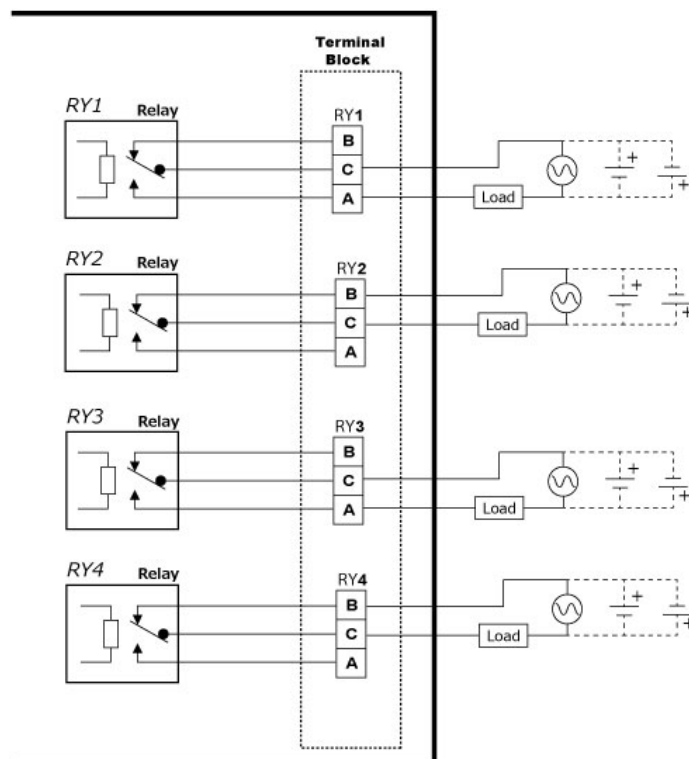 Terminal
Block
RY1 Relay RY1
B
C
A
Load
+
+
RY2 Relay RY2
B
C
A
Load
+
+
RY3 Relay RY3
B
C
A
Load
+
+
RY4 Relay RY4
B
C
A
Load
+
+